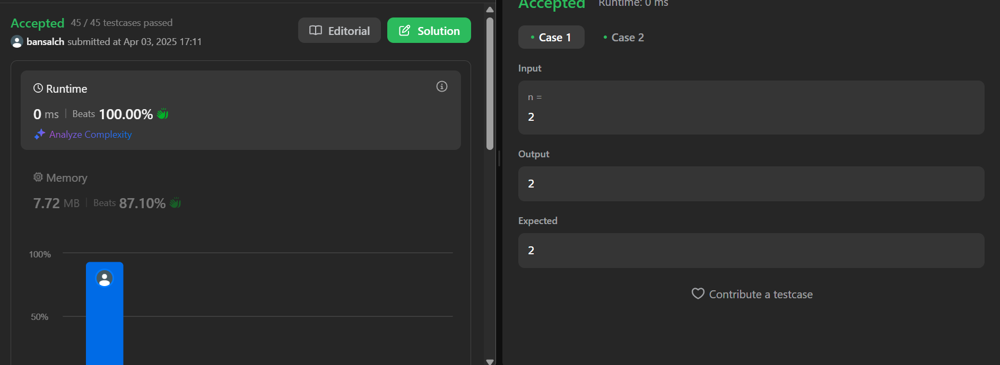 Accepted 45 / 45 testcases passed
bansalch submitted at Apr 03, 2025 17:11
Editorial
Solution
Runtime
0 ms | Beats 100.00%
Analyze Complexity
Memory
7.72 MB | Beats 87.10%
100%
50%
Accepted Runtime: 0 ms
Case 1
Case 2
Input
n =
2
Output
2
Expected
2
Contribute a testcase